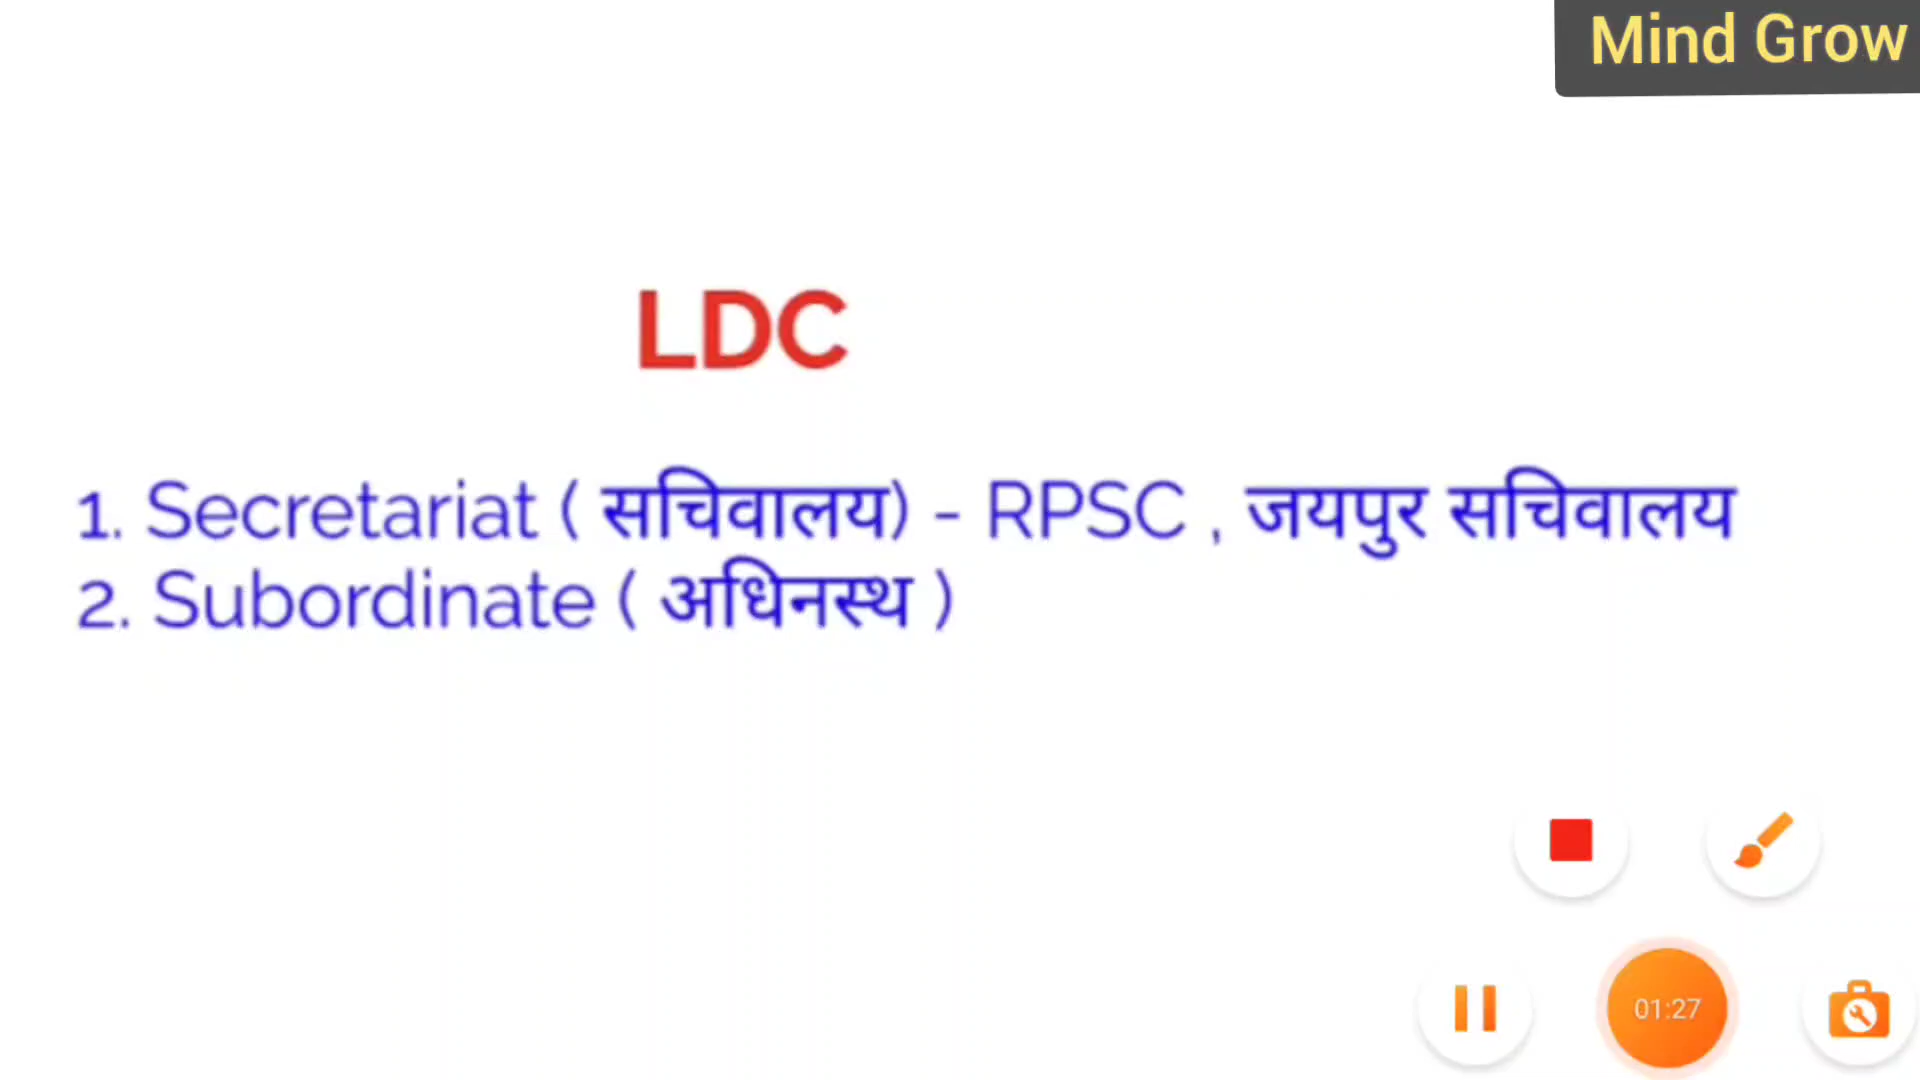 Mind Grow
LDC
1. Secretariat ( सचिवालय) - RPSC , जयपुर सचिवालय
2. Subordinate ( अधिनस्थ )
01:27